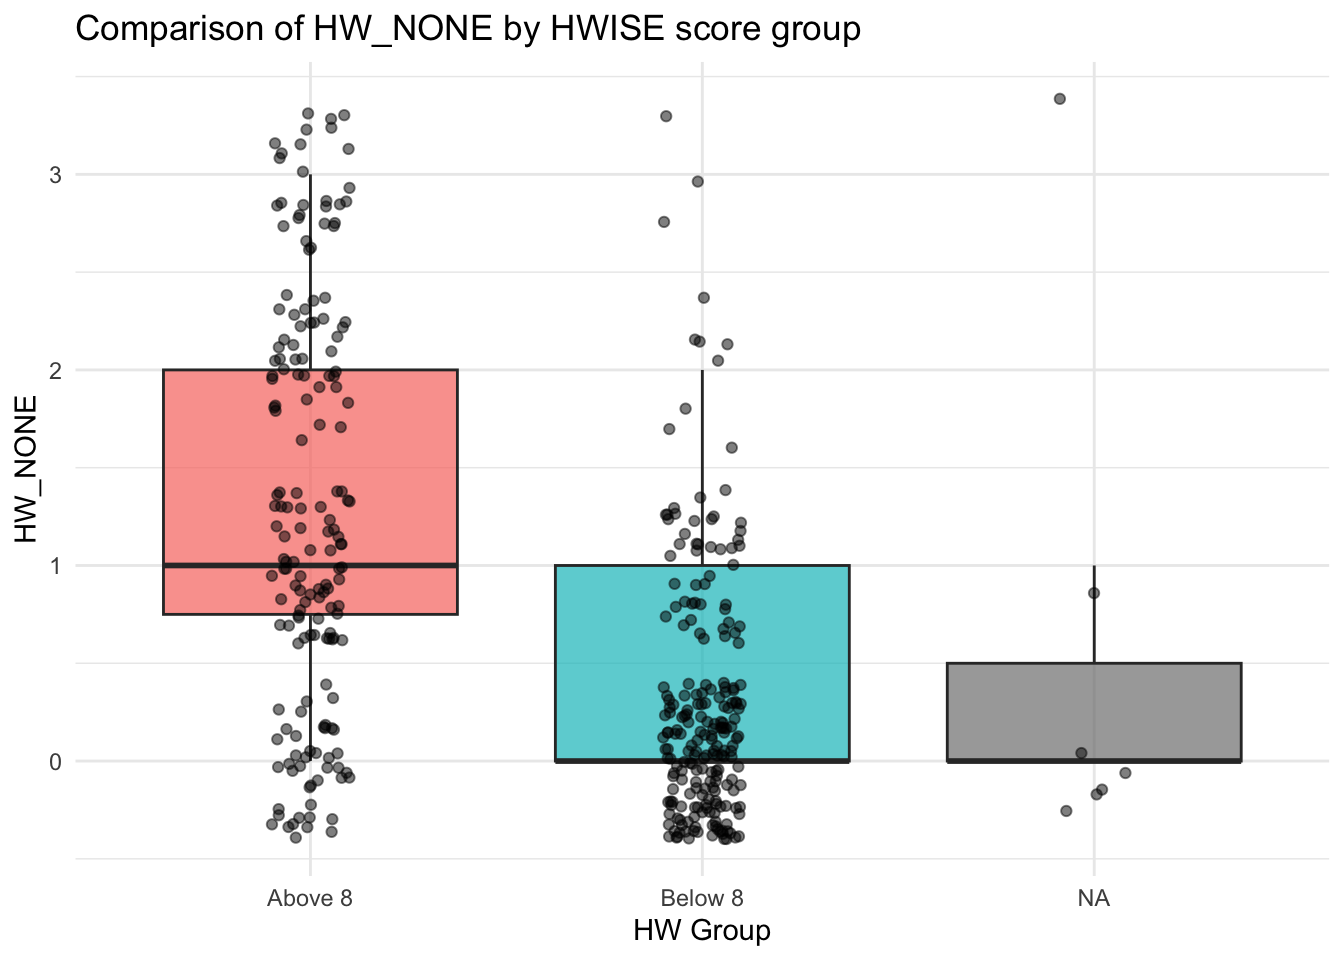 Comparison of HW_NONE by HWISE score group
HW_NONE
3
2
1
0
Above 8
Below 8
NA
HW Group